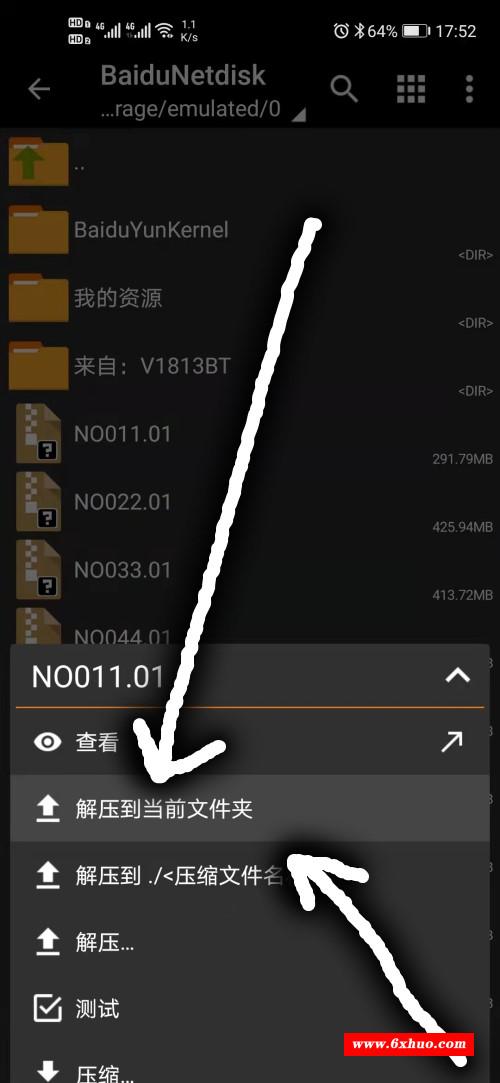 HD 1 4G 4G 1.1 K/s 64% 17:52
HD 2
BaiduNetdisk
...rage/emulated/0
..
BaiduYunKernel
<DIR>
我的资源
<DIR>
来自：V1813BT
<DIR>
NO011.01
291.79MB
NO022.01
425.94MB
NO033.01
413.72MB
NO044.01
NO011.01
查看
解压到当前文件夹
解压到 ./<压缩文件名
解压...
测试
www.6xhuo.com
压缩...